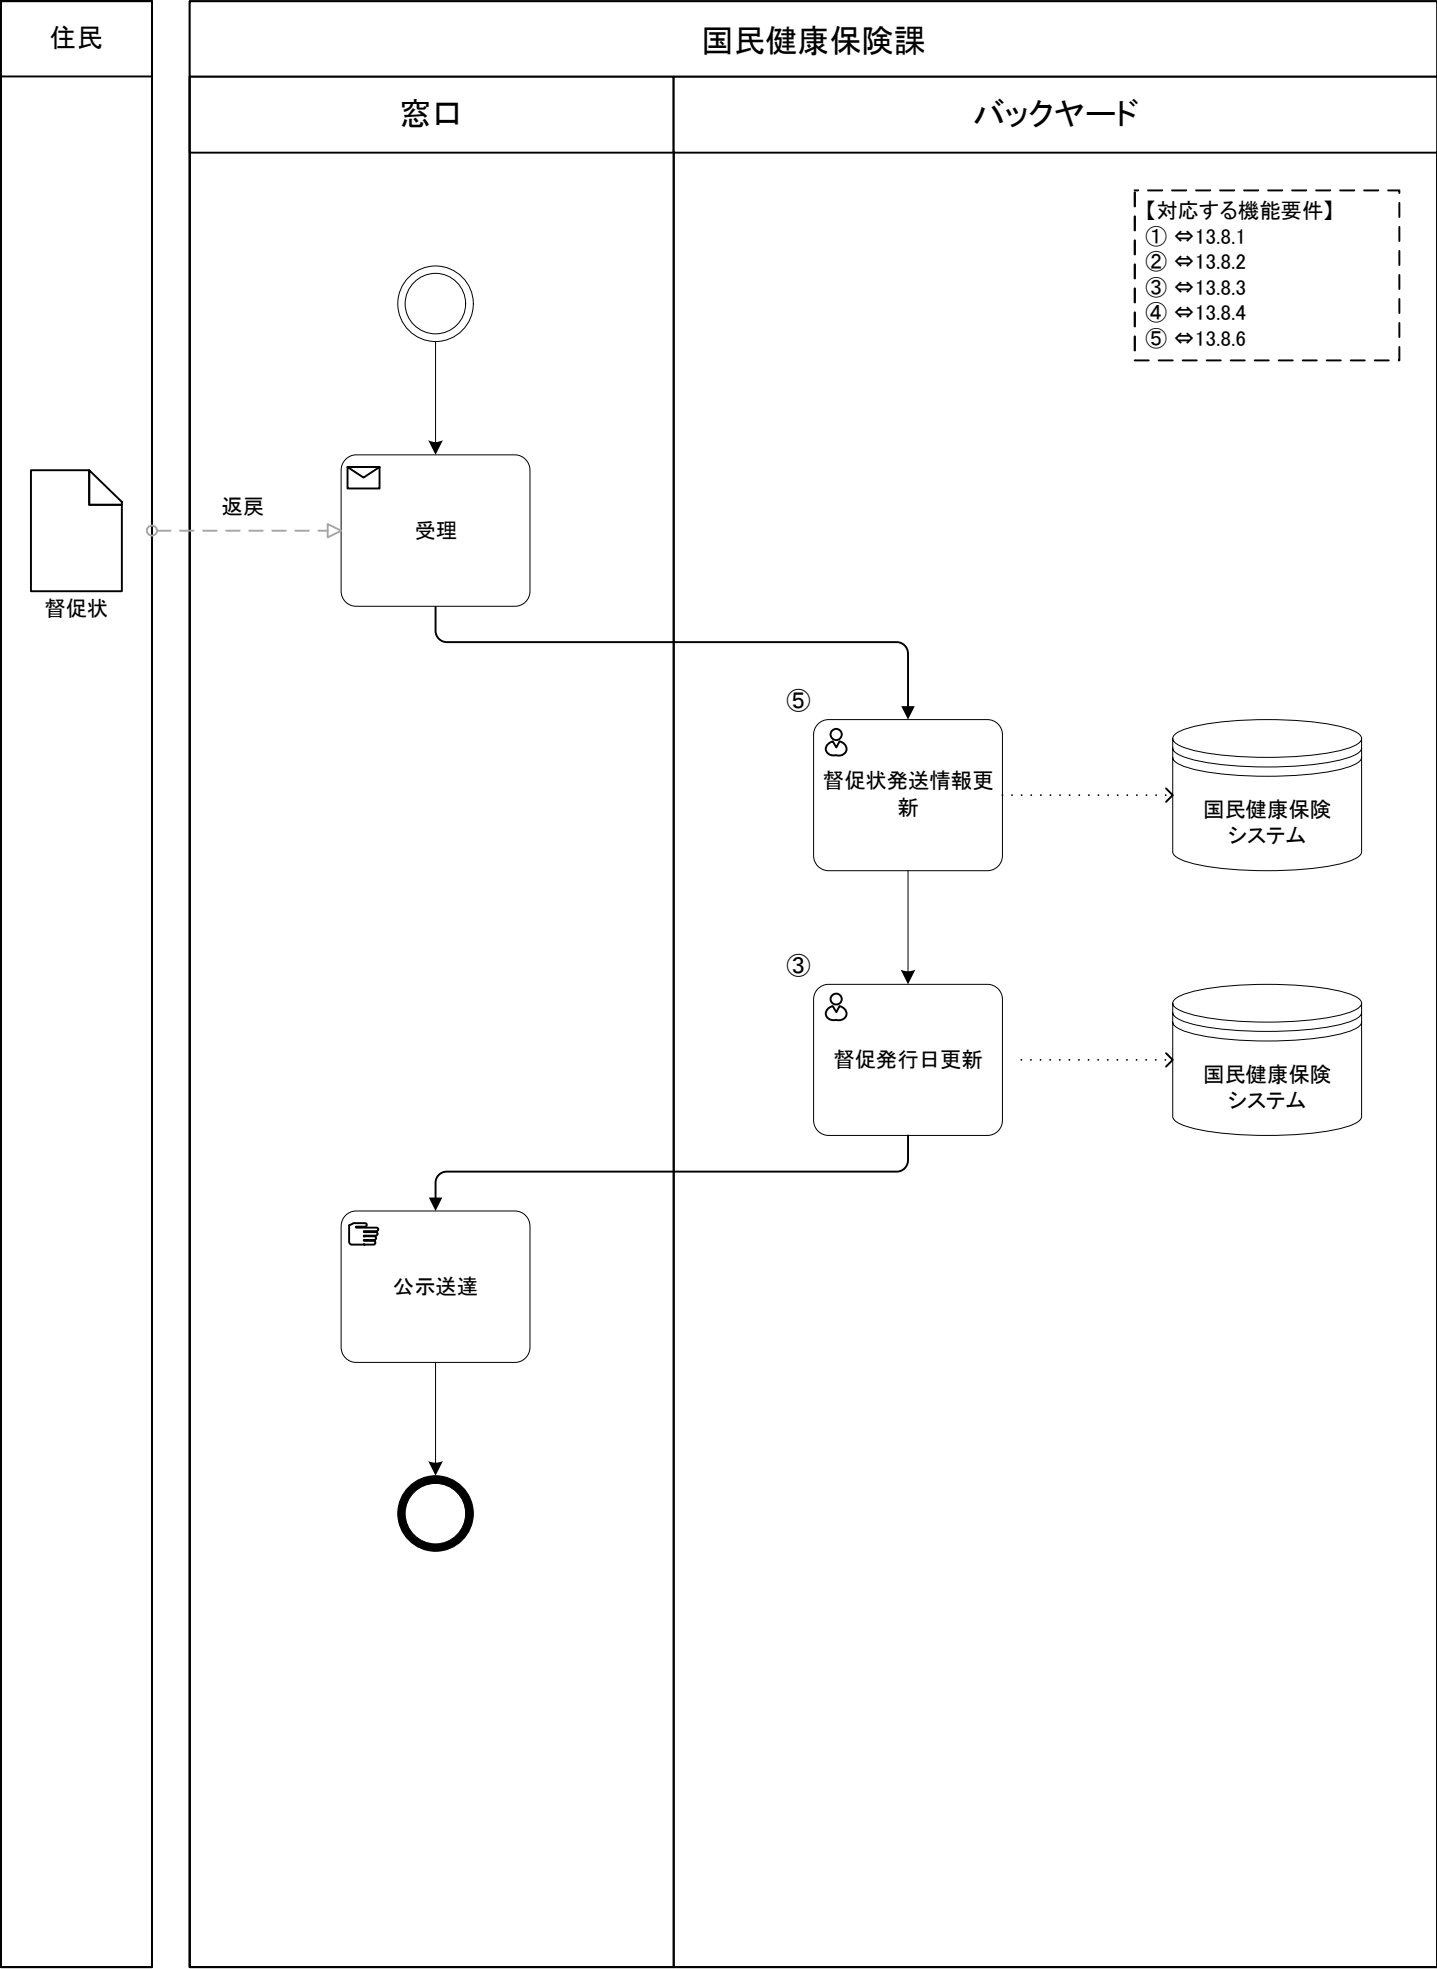 住民
国民健康保険課
窓口
バックヤード
【対応する機能要件】
① ⇔13.8.1
② ⇔13.8.2
③ ⇔13.8.3
④ ⇔13.8.4
⑤ ⇔13.8.6
返戻
受理
督促状
⑤
督促状発送情報更
新
国民健康保険
システム
③
督促発行日更新
国民健康保険
システム
公示送達